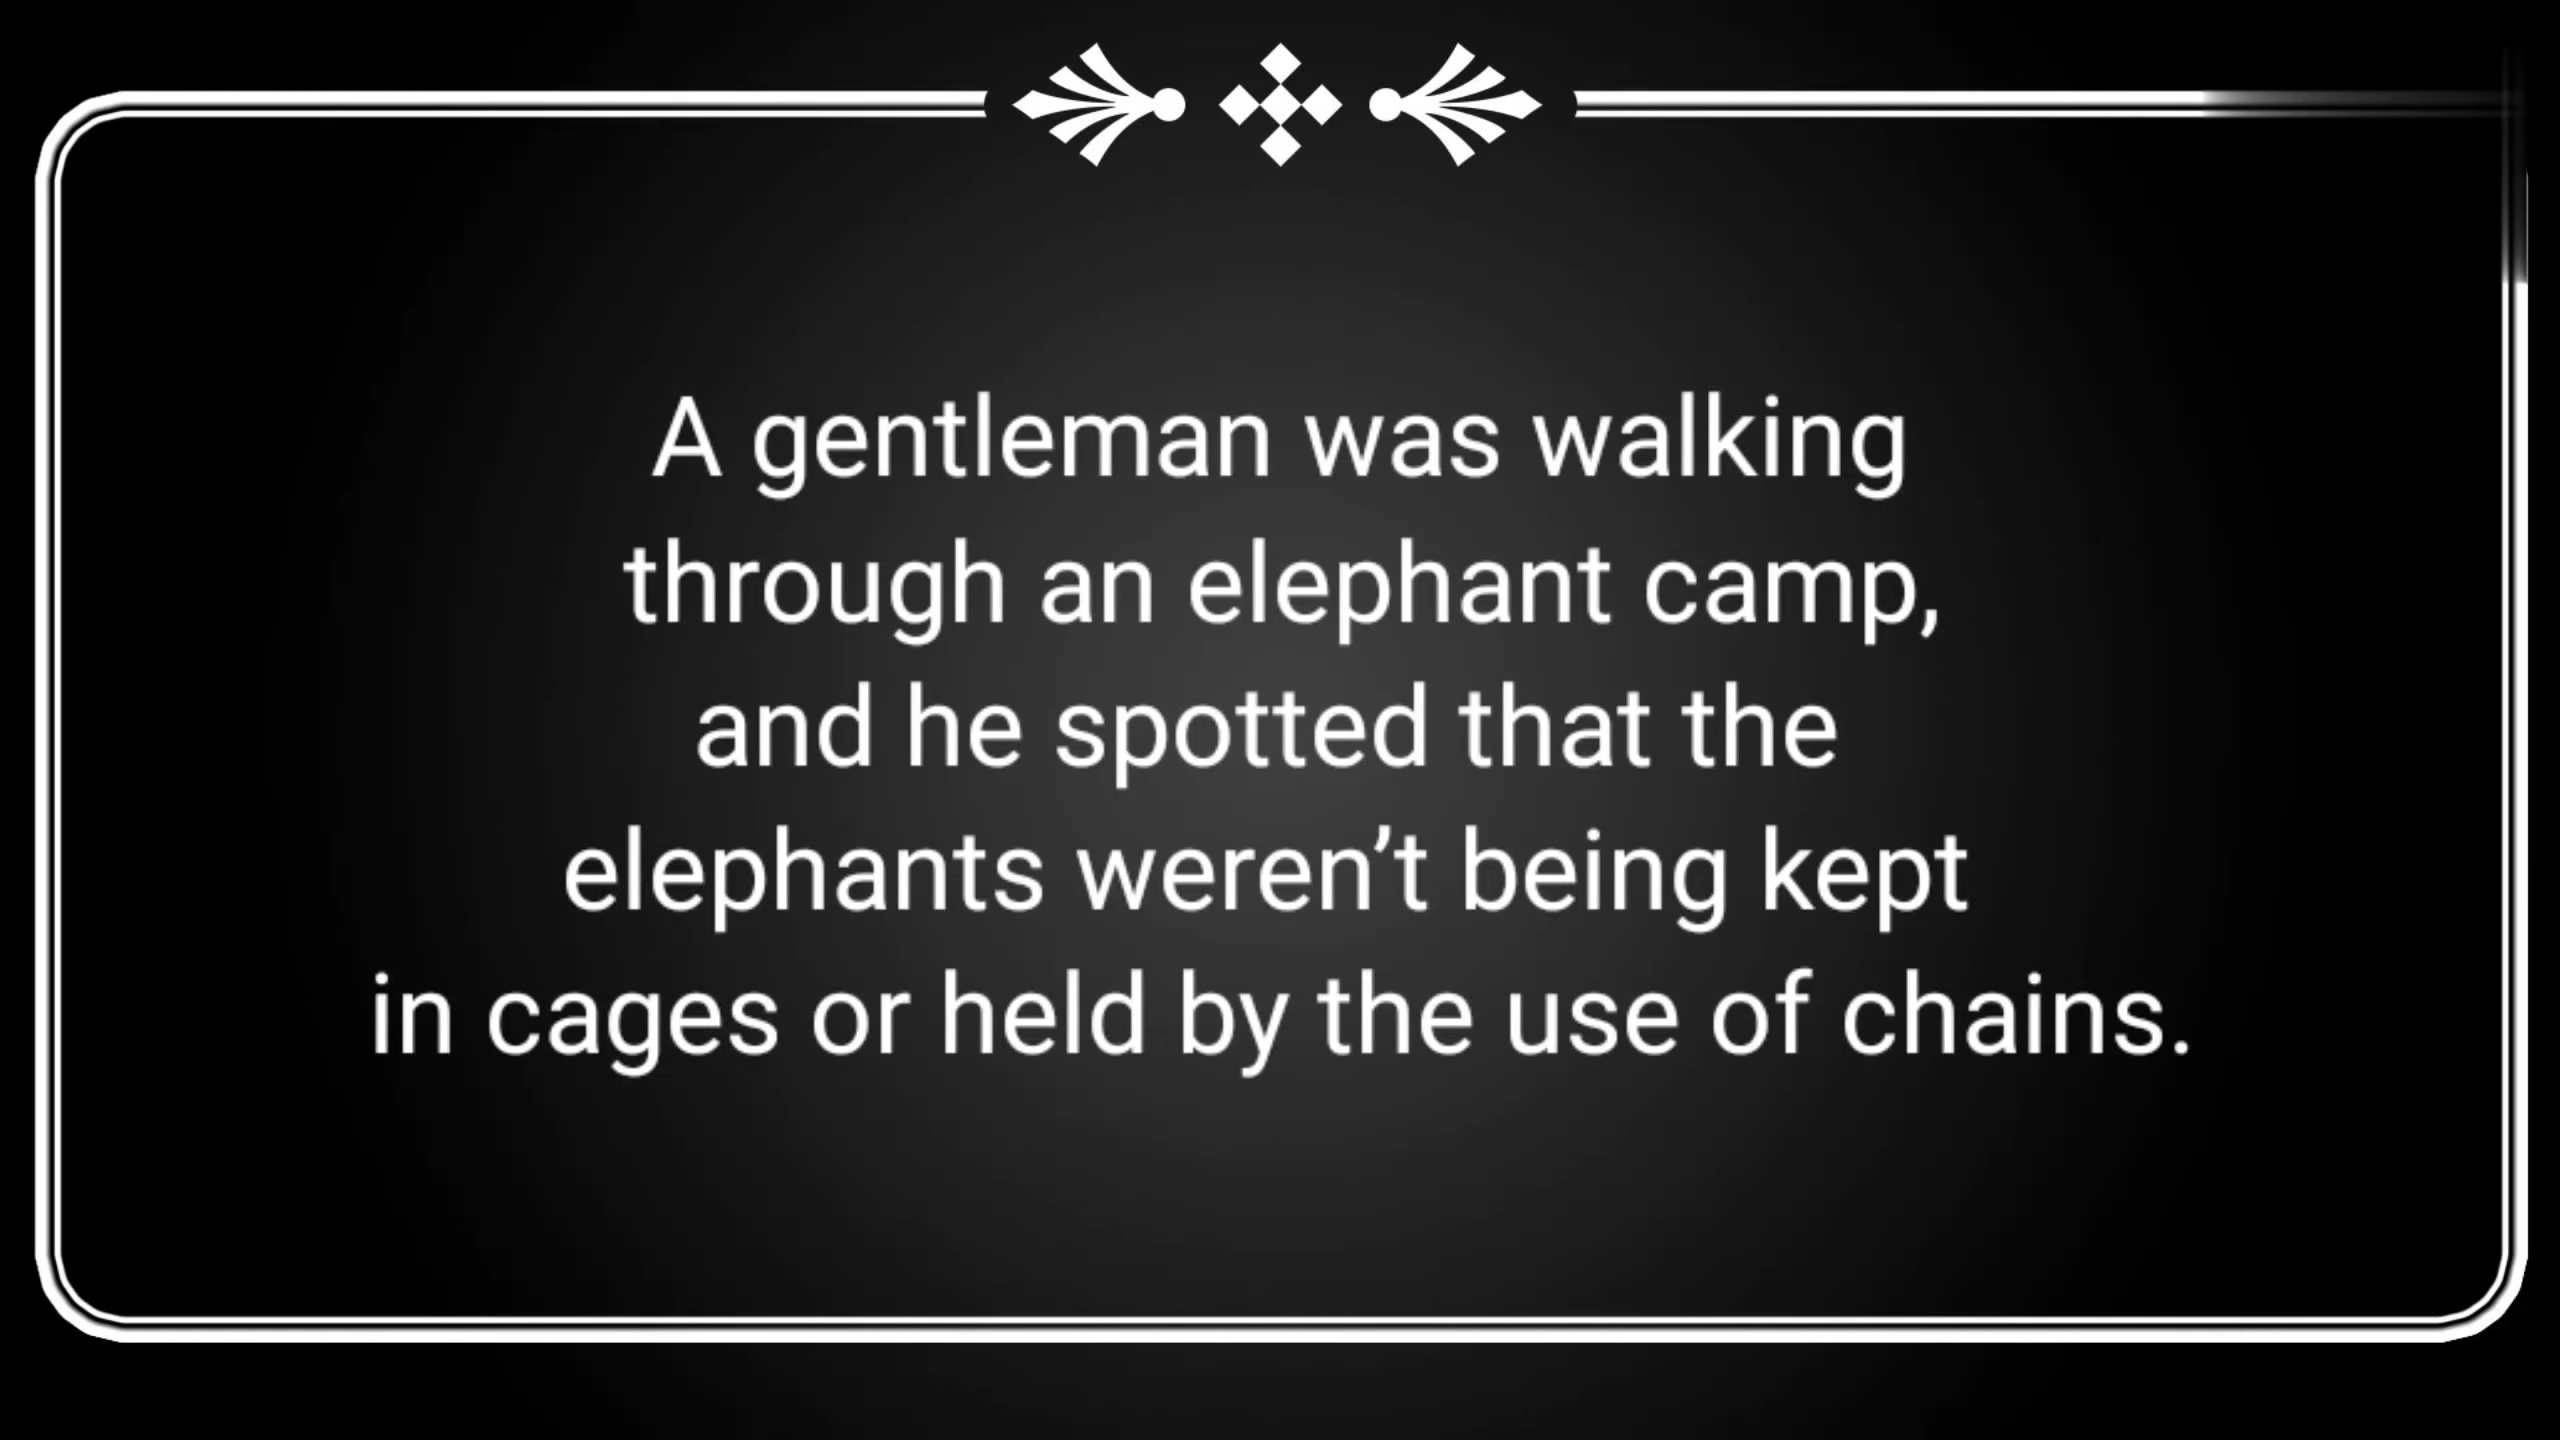 A gentleman was walking
through an elephant camp,
and he spotted that the
elephants weren’t being kept
in cages or held by the use of chains.